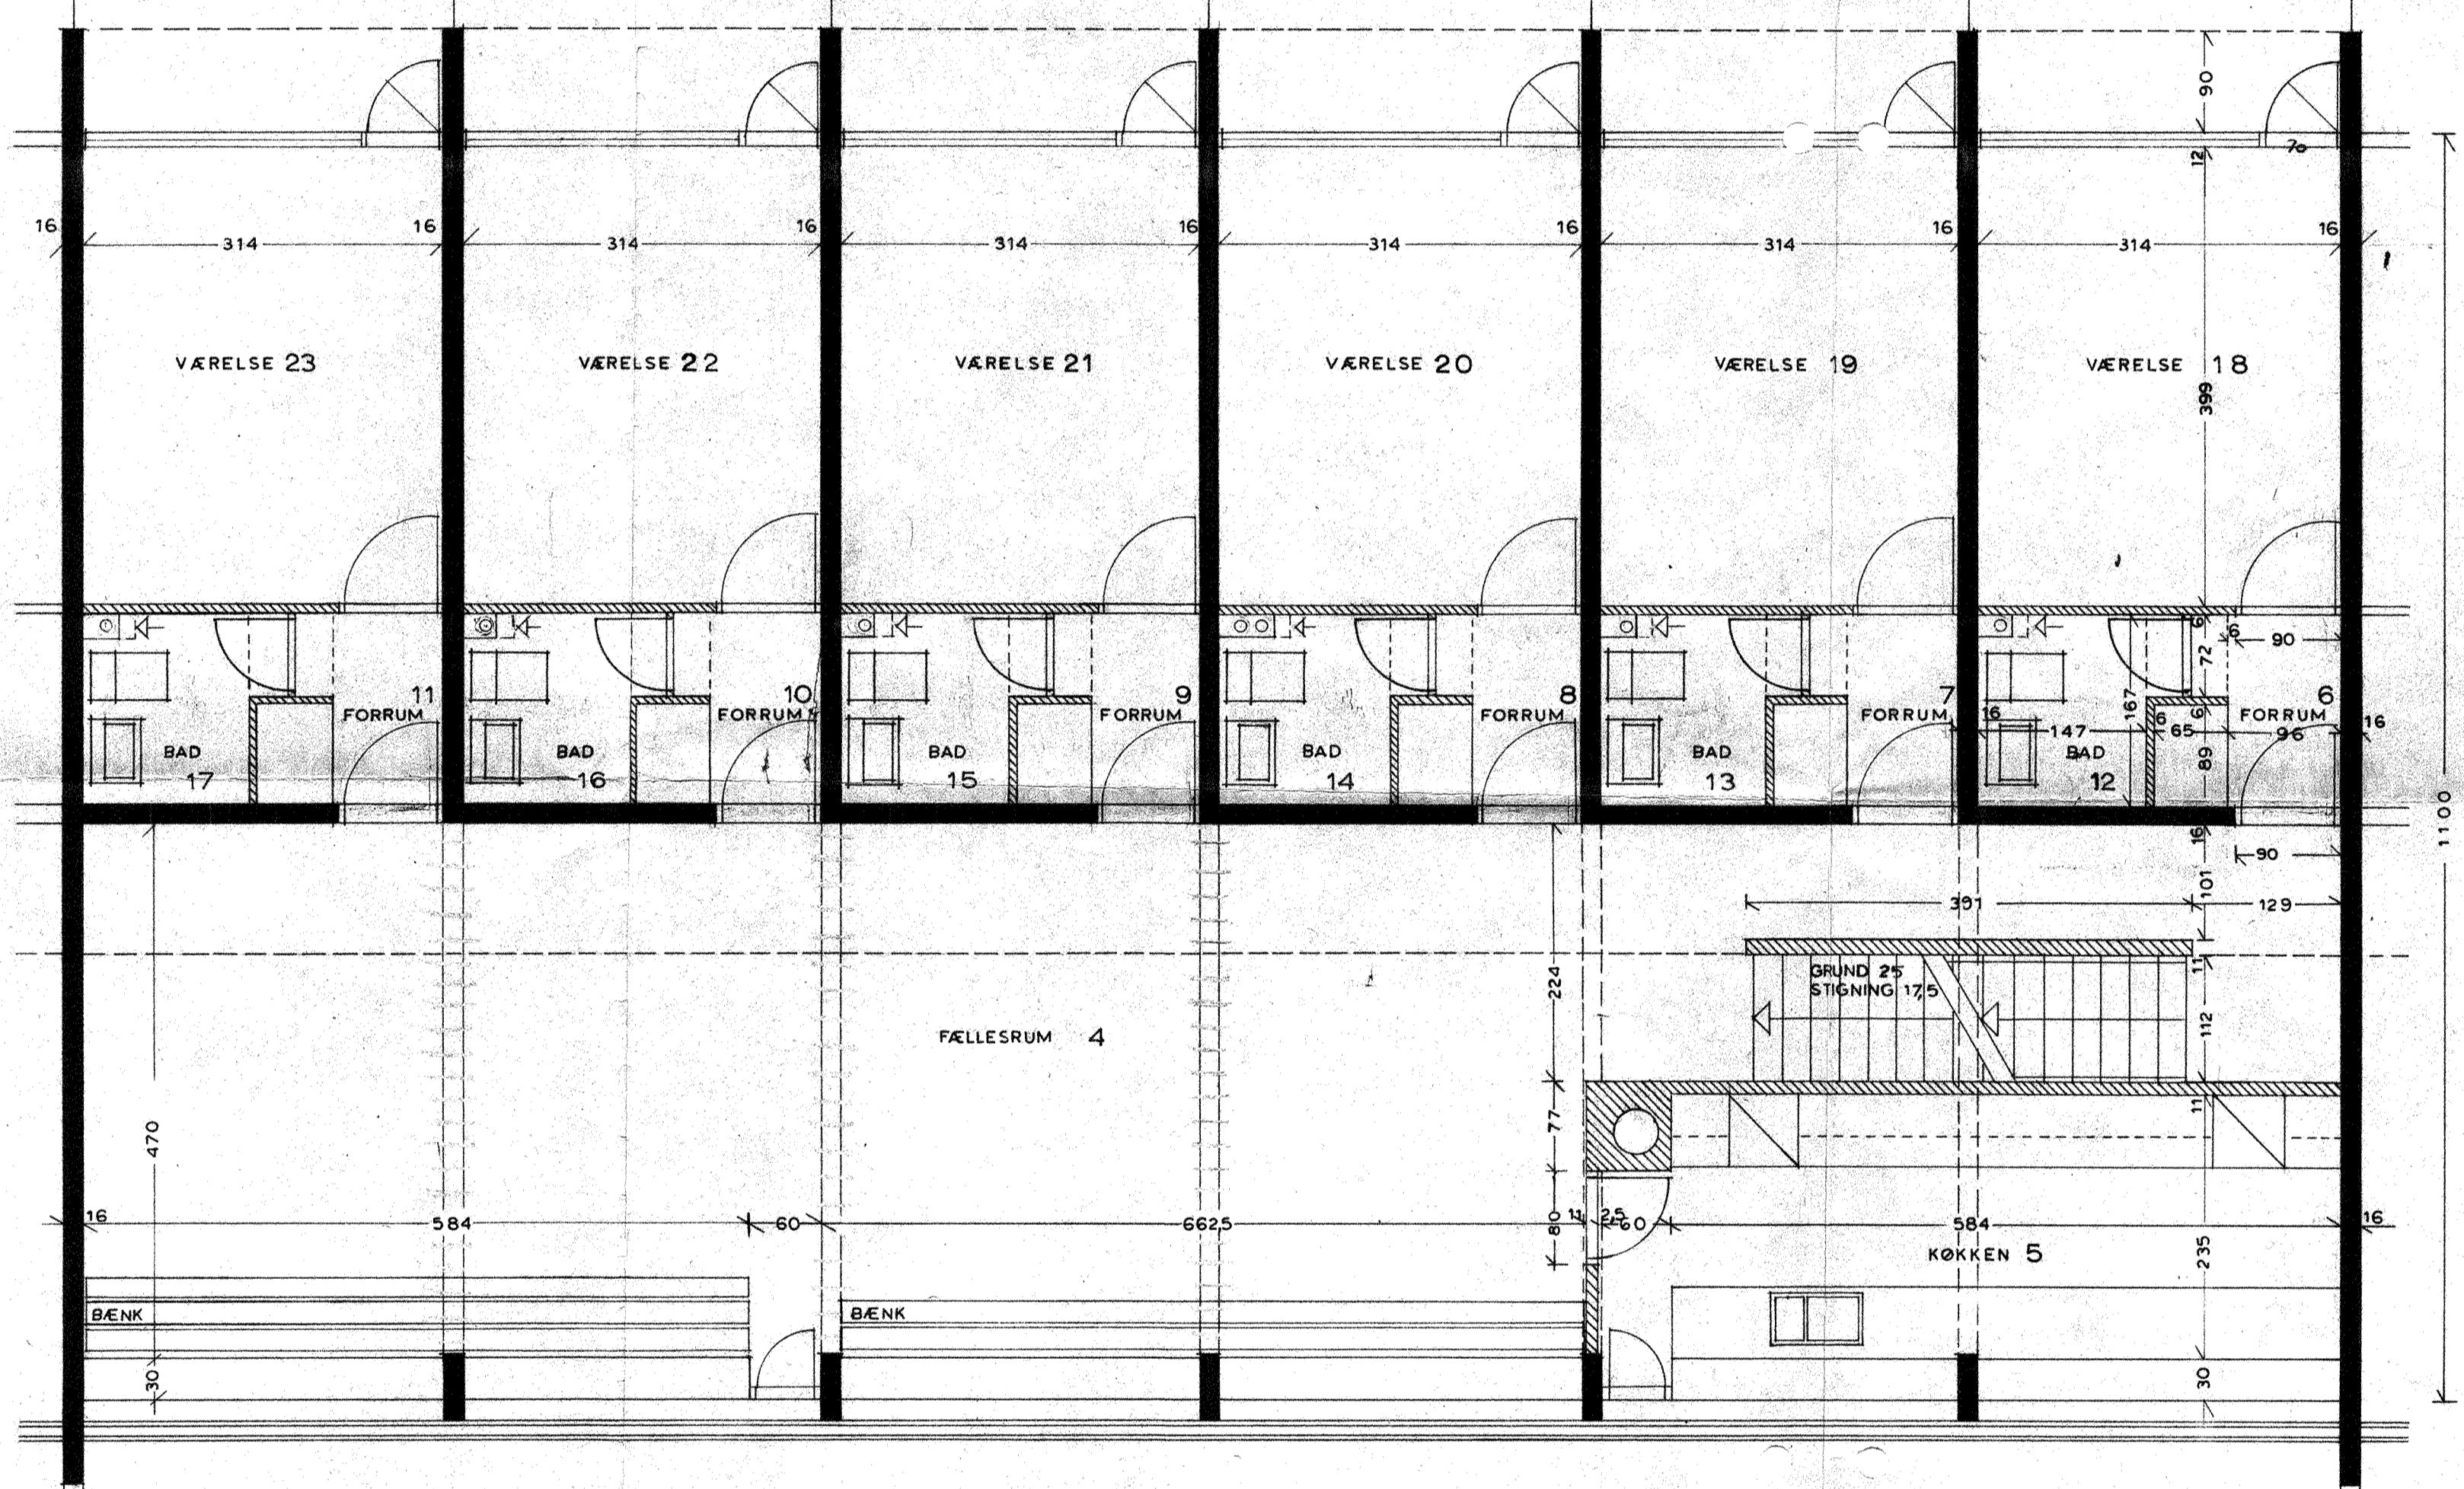 90
12
70
16 16 16 16 16 16 16
314 314 314 314 314 314
VÆRELSE 23 VÆRELSE 22 VÆRELSE 21 VÆRELSE 20 VÆRELSE 19 VÆRELSE 18
399
6 6 90
72
167
11 10 9 8 7 6
FORRUM FORRUM FORRUM FORRUM FORRUM FORRUM
16 6 6 16
147 65 96
BAD BAD BAD BAD BAD BAD
17 16 15 14 13 12
89
1100
16
90
101
391 129
11
GRUND 25
STIGNING 17,5
224
112
FÆLLESRUM 4
11
77
470
16 584 60 6625 11 2,5 60 584 16
80
KØKKEN 5
235
BÆNK BÆNK
30 30